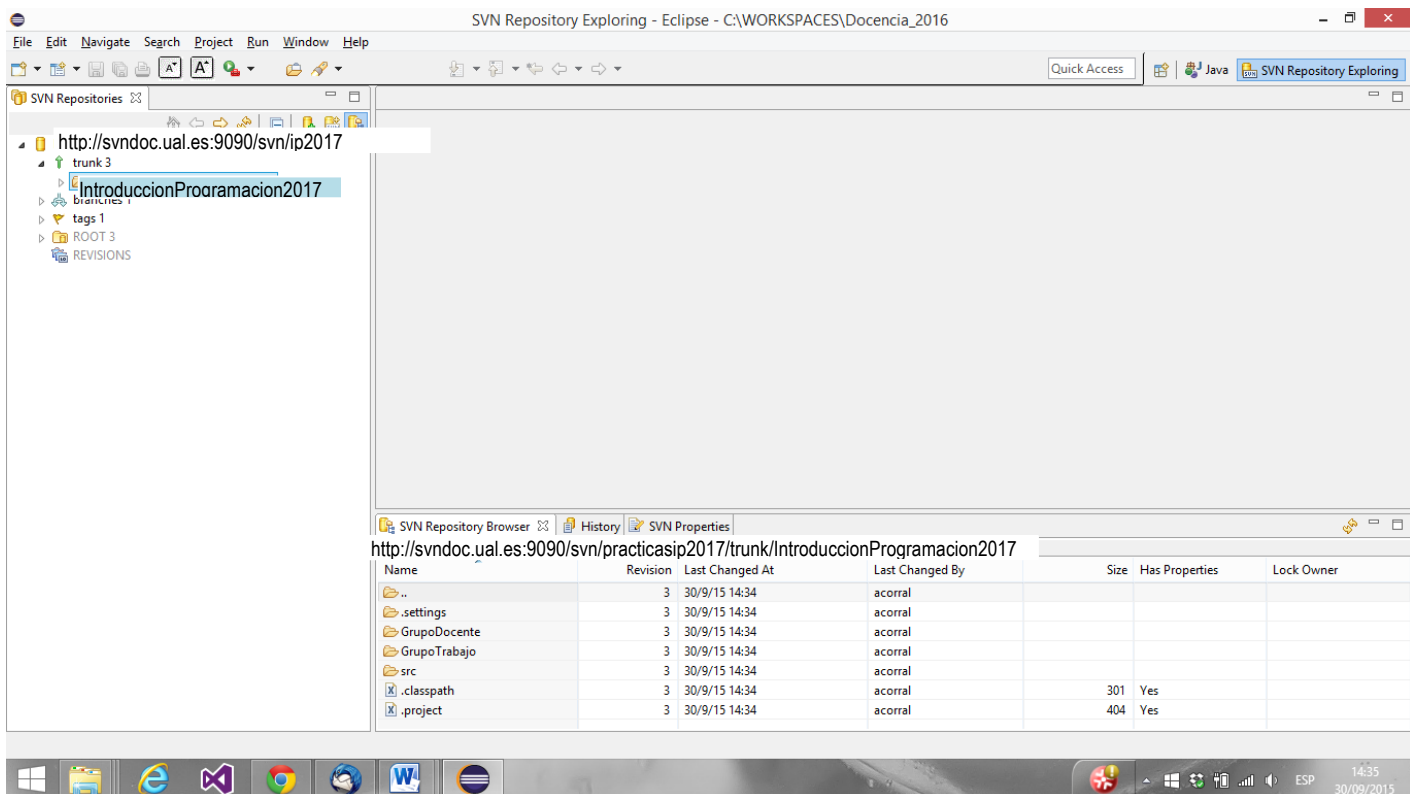 SVN Repository Exploring - Eclipse - C:\WORKSPACES\Docencia_2016
File Edit Navigate Search Project Run Window Help
Quick Access Java SVN Repository Exploring
SVN Repositories
http://svndoc.ual.es:9090/svn/ip2017
trunk 3
IntroduccionProgramacion2017
branches 1
tags 1
ROOT 3
REVISIONS
SVN Repository Browser History SVN Properties
http://svndoc.ual.es:9090/svn/practicasip2017/trunk/IntroduccionProgramacion2017
Name Revision Last Changed At Last Changed By Size Has Properties Lock Owner
.. 3 30/9/15 14:34 acorral
.settings 3 30/9/15 14:34 acorral
GrupoDocente 3 30/9/15 14:34 acorral
GrupoTrabajo 3 30/9/15 14:34 acorral
src 3 30/9/15 14:34 acorral
.classpath 3 30/9/15 14:34 acorral 301 Yes
.project 3 30/9/15 14:34 acorral 404 Yes
ESP 14:35
30/09/2015